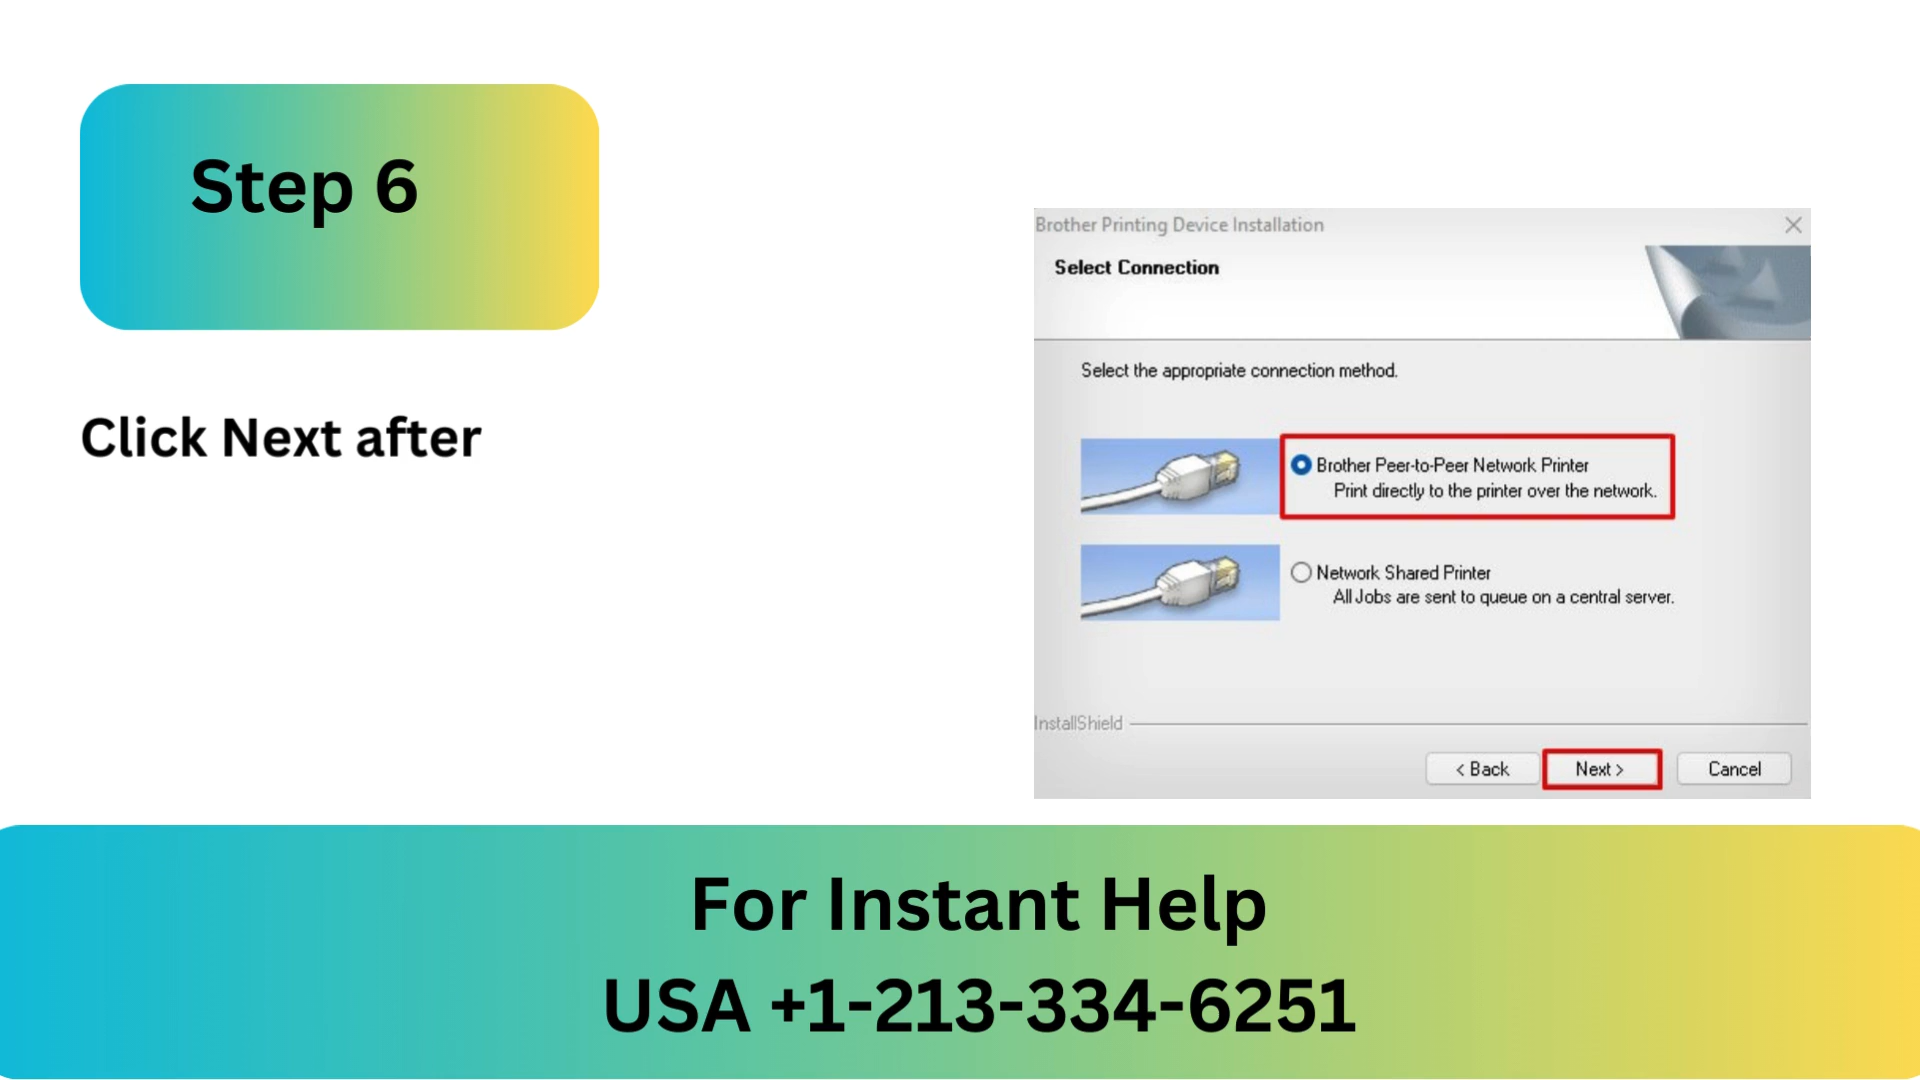 Step 6
Click Next after
Brother Printing Device Installation
Select Connection
Select the appropriate connection method.
Brother Peer-to-Peer Network Printer
Print directly to the printer over the network.
Network Shared Printer
All Jobs are sent to queue on a central server.
InstallShield
< Back
Next >
Cancel
For Instant Help
USA +1-213-334-6251